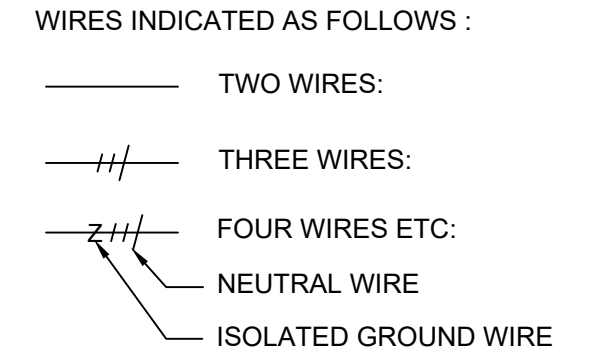 WIRES INDICATED AS FOLLOWS :
TWO WIRES:
THREE WIRES:
Z
FOUR WIRES ETC:
NEUTRAL WIRE
ISOLATED GROUND WIRE